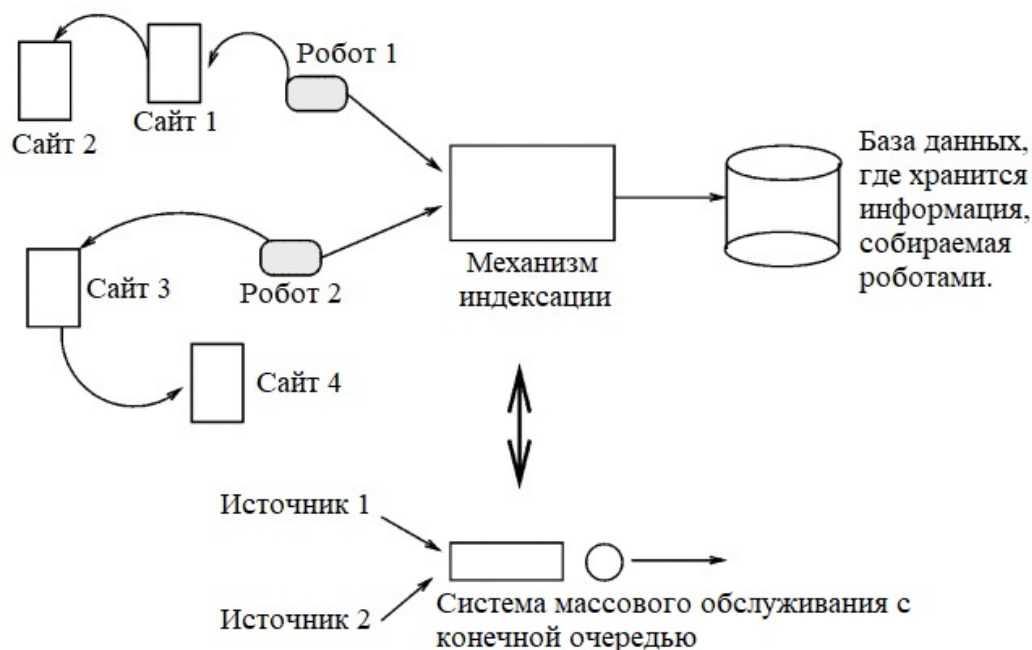 Робот 1
Сайт 1
Сайт 2
База данных,
где хранится
информация,
собираемая
роботами.
Механизм
индексации
Сайт 3
Робот 2
Сайт 4
Источник 1
Источник 2
Система массового обслуживания с
конечной очередью